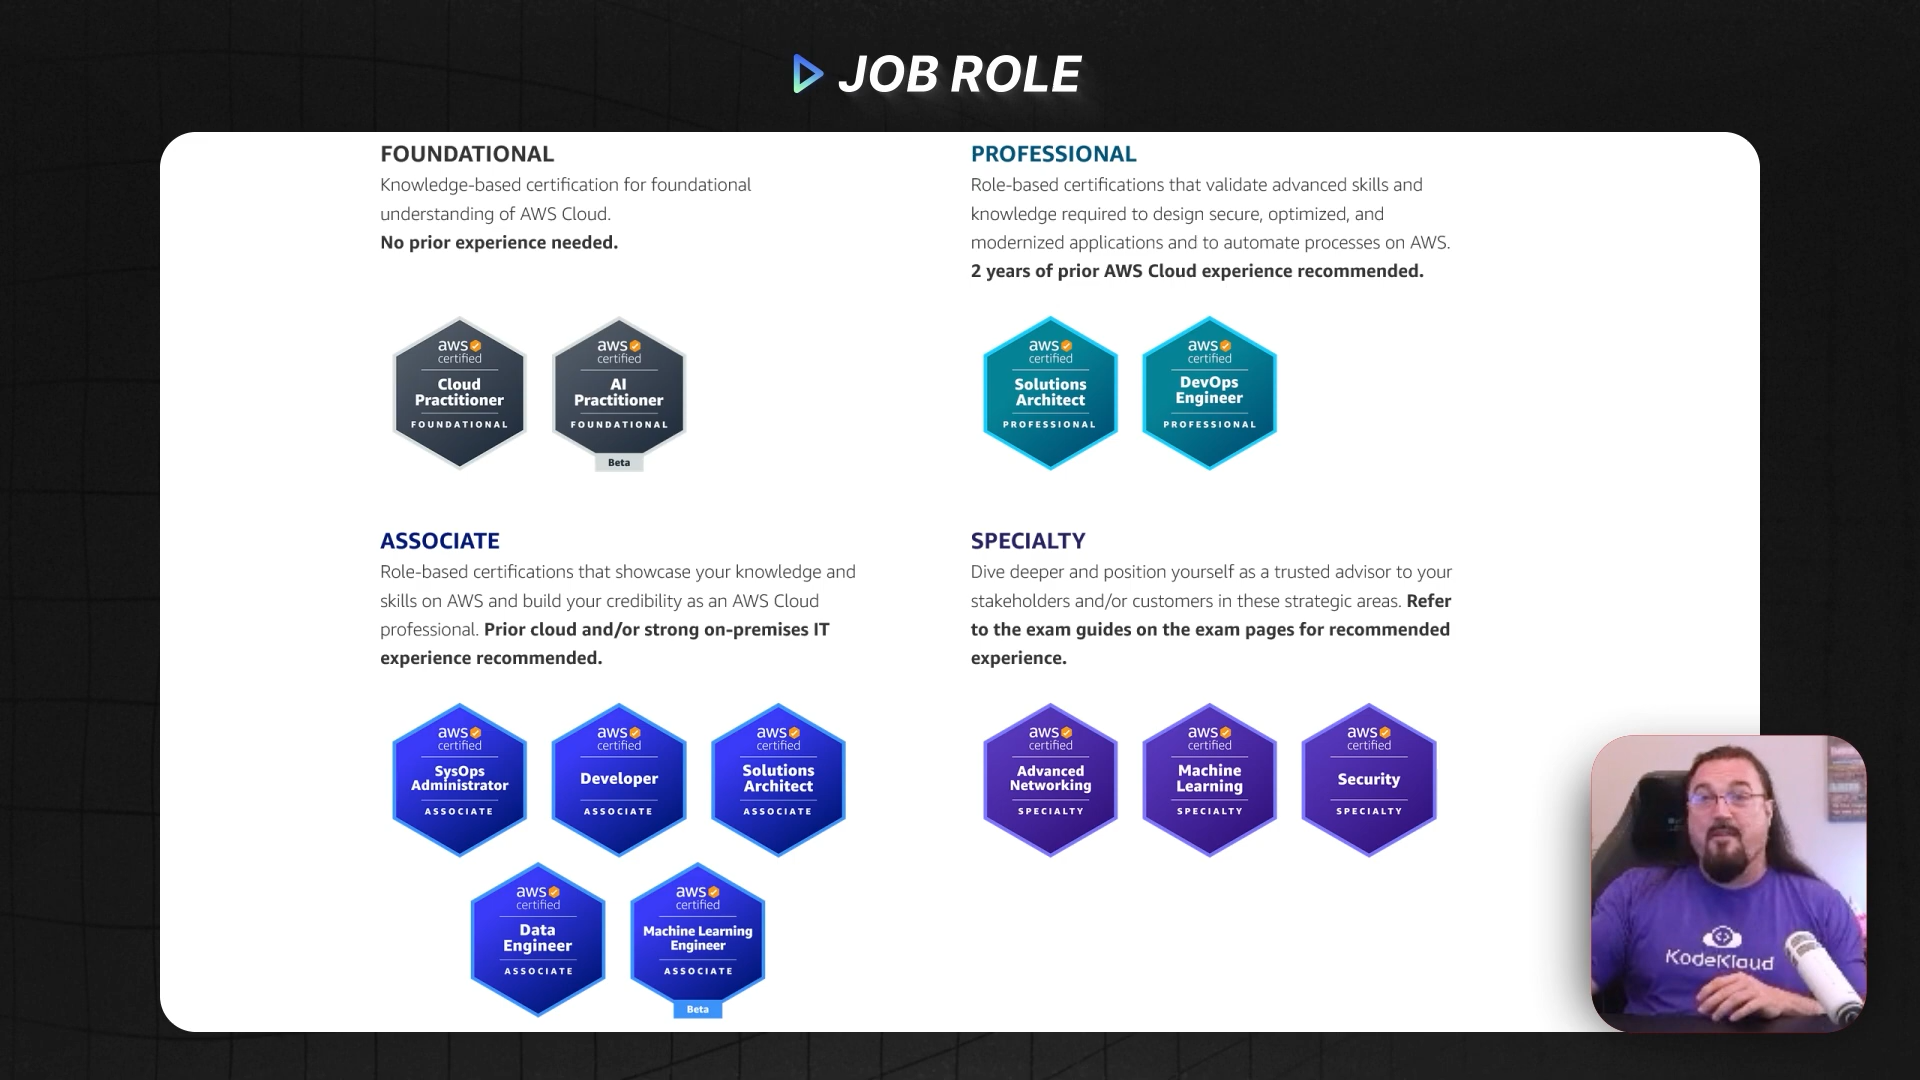 JOB ROLE
FOUNDATIONAL
Knowledge-based certification for foundational
understanding of AWS Cloud.
No prior experience needed.
aws
certified
Cloud
Practitioner
FOUNDATIONAL
aws
certified
AI
Practitioner
FOUNDATIONAL
Beta
PROFESSIONAL
Role-based certifications that validate advanced skills and
knowledge required to design secure, optimized, and
modernized applications and to automate processes on AWS.
2 years of prior AWS Cloud experience recommended.
aws
certified
Solutions
Architect
PROFESSIONAL
aws
certified
DevOps
Engineer
PROFESSIONAL
ASSOCIATE
Role-based certifications that showcase your knowledge and
skills on AWS and build your credibility as an AWS Cloud
professional. Prior cloud and/or strong on-premises IT
experience recommended.
aws
certified
SysOps
Administrator
ASSOCIATE
aws
certified
Developer
ASSOCIATE
aws
certified
Solutions
Architect
ASSOCIATE
aws
certified
Data
Engineer
ASSOCIATE
aws
certified
Machine Learning
Engineer
ASSOCIATE
Beta
SPECIALTY
Dive deeper and position yourself as a trusted advisor to your
stakeholders and/or customers in these strategic areas. Refer
to the exam guides on the exam pages for recommended
experience.
aws
certified
Advanced
Networking
SPECIALTY
aws
certified
Machine
Learning
SPECIALTY
aws
certified
Security
SPECIALTY
KodeKloud